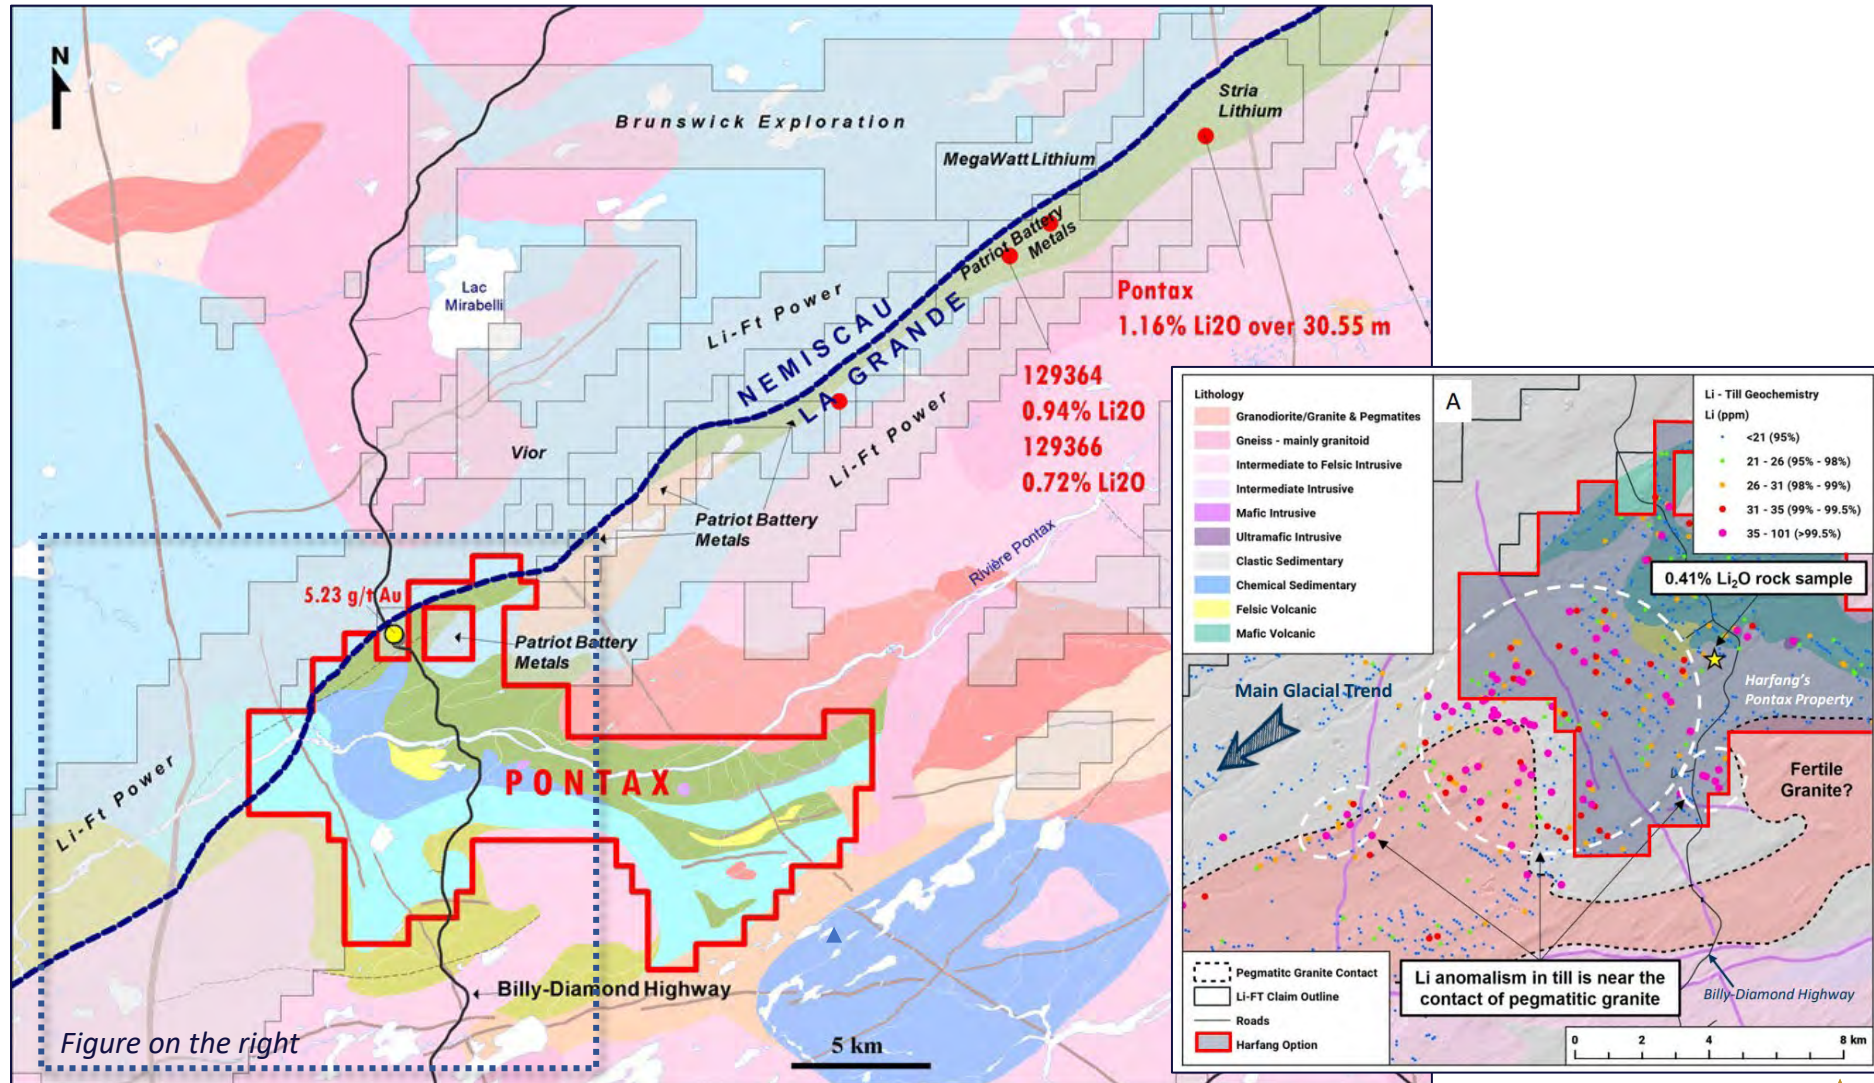 N
Brunswick Exploration
Stria
Lithium
MegaWatt Lithium
Patriot Battery
Metals
Lac
Mirabelli
Li-Ft Power
NEMISCAU
LA GRANDE
Pontax
1.16% Li2O over 30.55 m
129364
0.94% Li2O
129366
0.72% Li2O
Li-Ft Power
Vior
Patriot Battery
Metals
Rivière Pontax
5.23 g/t Au
Patriot Battery
Metals
Li-Ft Power
PONTAX
Billy-Diamond Highway
Figure on the right
5 km
A
Lithology
Granodiorite/Granite & Pegmatites
Gneiss - mainly granitoid
Intermediate to Felsic Intrusive
Intermediate Intrusive
Mafic Intrusive
Ultramafic Intrusive
Clastic Sedimentary
Chemical Sedimentary
Felsic Volcanic
Mafic Volcanic
Li - Till Geochemistry
Li (ppm)
<21 (95%)
21 - 26 (95% - 98%)
26 - 31 (98% - 99%)
31 - 35 (99% - 99.5%)
35 - 101 (>99.5%)
0.41% Li₂O rock sample
Main Glacial Trend
Harfang's
Pontax Property
Fertile
Granite?
Li anomalism in till is near the
contact of pegmatitic granite
Billy-Diamond Highway
Pegmatitc Granite Contact
Li-FT Claim Outline
Roads
Harfang Option
0 2 4 8 km